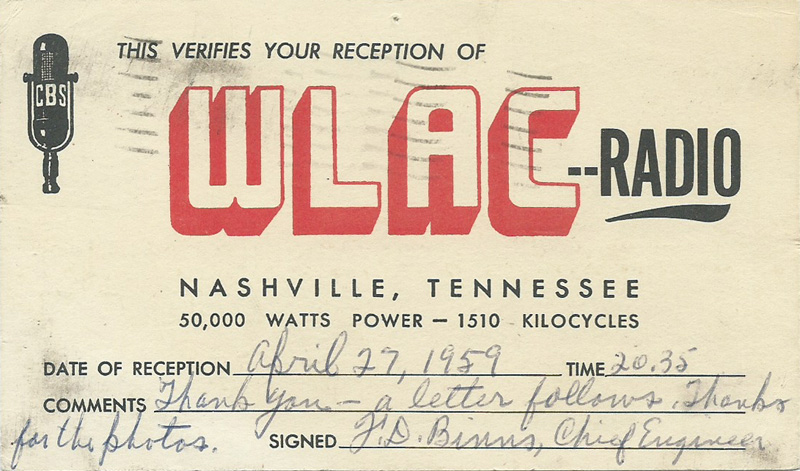 CBS
THIS VERIFIES YOUR RECEPTION OF
WLAC--RADIO
NASHVILLE, TENNESSEE
50,000 WATTS POWER — 1510 KILOCYCLES
DATE OF RECEPTION April 27, 1959 TIME 20.35
COMMENTS Thank you — a letter follows. Thanks
for the photos. SIGNED F.D. Binns, Chief Engineer